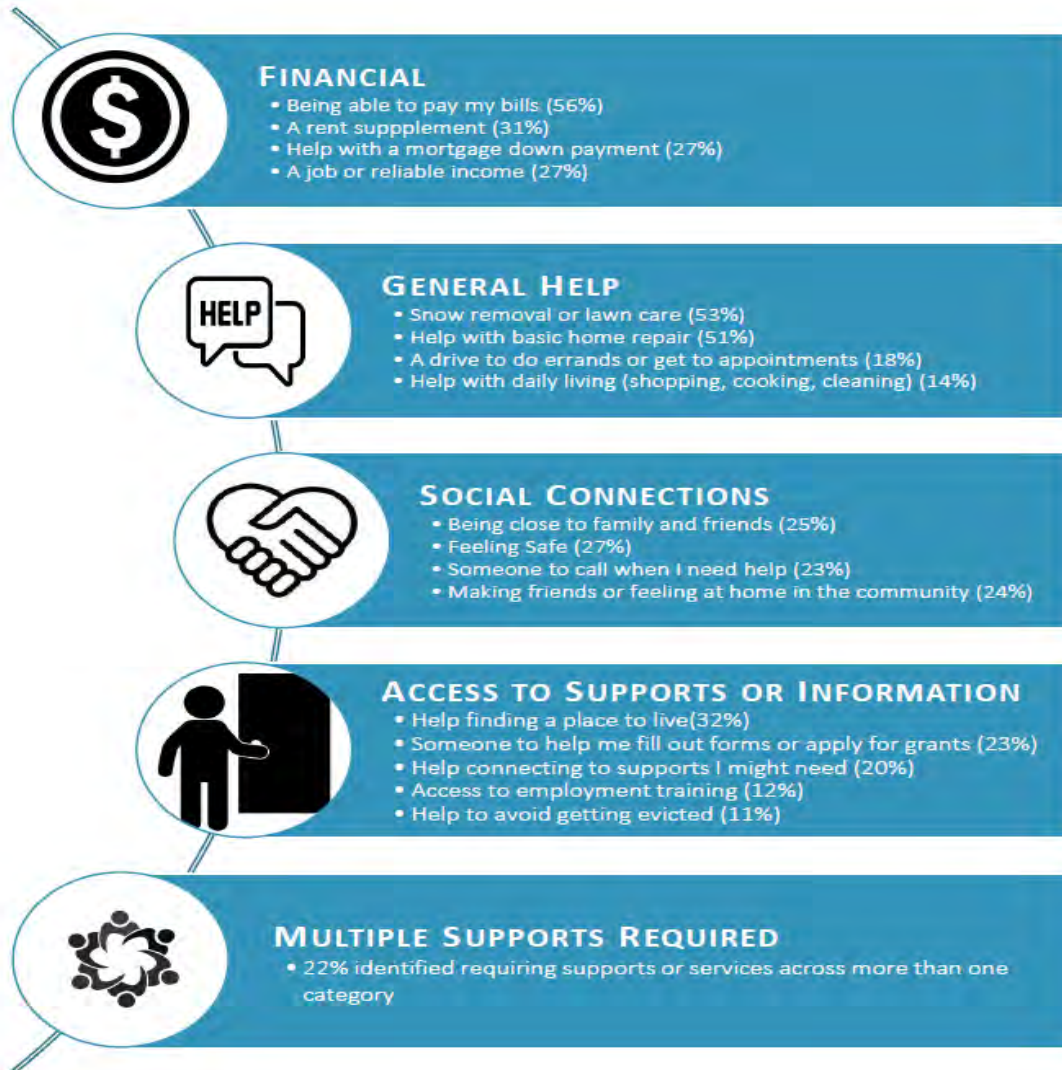 $
FINANCIAL
• Being able to pay my bills (56%)
• A rent suppplement (31%)
• Help with a mortgage down payment (27%)
• A job or reliable income (27%)
HELP
GENERAL HELP
• Snow removal or lawn care (53%)
• Help with basic home repair (51%)
• A drive to do errands or get to appointments (18%)
• Help with daily living (shopping, cooking, cleaning) (14%)
SOCIAL CONNECTIONS
• Being close to family and friends (25%)
• Feeling Safe (27%)
• Someone to call when I need help (23%)
• Making friends or feeling at home in the community (24%)
ACCESS TO SUPPORTS OR INFORMATION
• Help finding a place to live(32%)
• Someone to help me fill out forms or apply for grants (23%)
• Help connecting to supports I might need (20%)
• Access to employment training (12%)
• Help to avoid getting evicted (11%)
MULTIPLE SUPPORTS REQUIRED
• 22% identified requiring supports or services across more than one
category